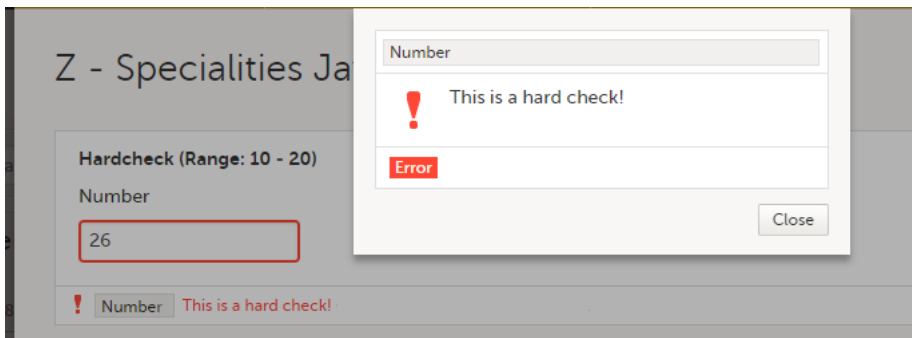 Z - Specialities Ja
Number
This is a hard check!
Error
Close
Hardcheck (Range: 10 - 20)
Number
26
Number This is a hard check!